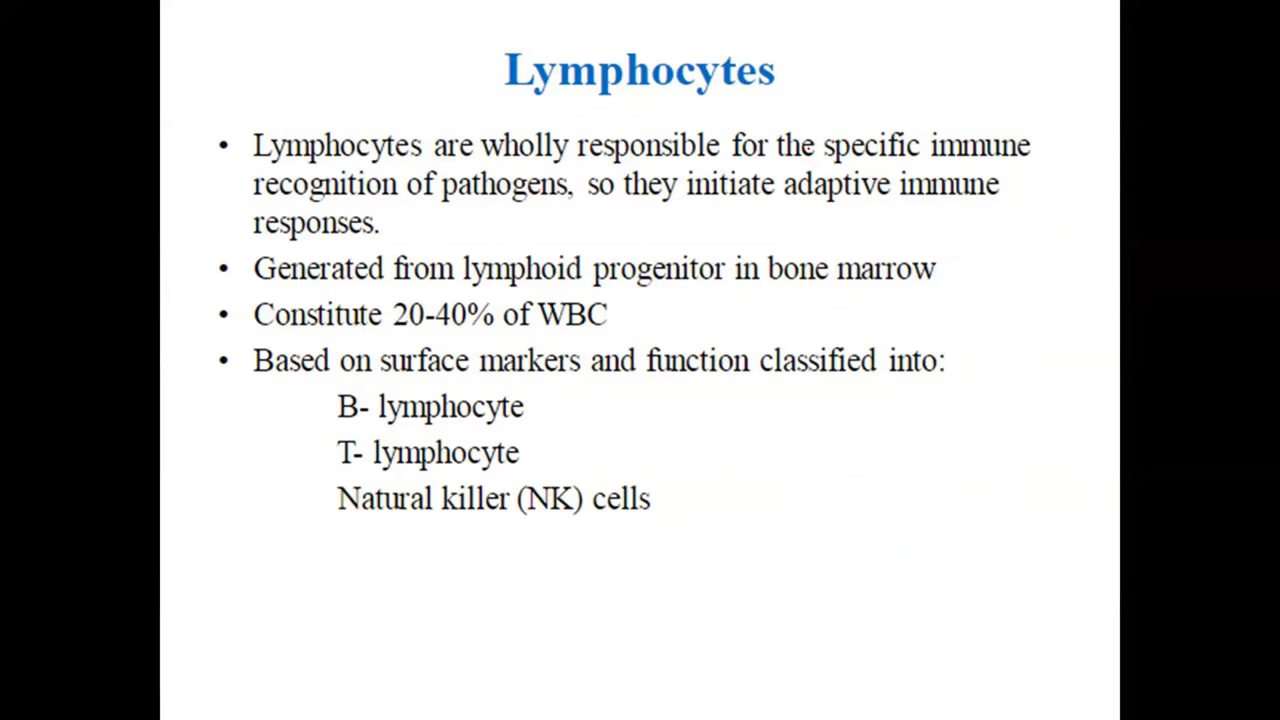 Lymphocytes
• Lymphocytes are wholly responsible for the specific immune
recognition of pathogens, so they initiate adaptive immune
responses.
• Generated from lymphoid progenitor in bone marrow
• Constitute 20-40% of WBC
• Based on surface markers and function classified into:
B- lymphocyte
T- lymphocyte
Natural killer (NK) cells